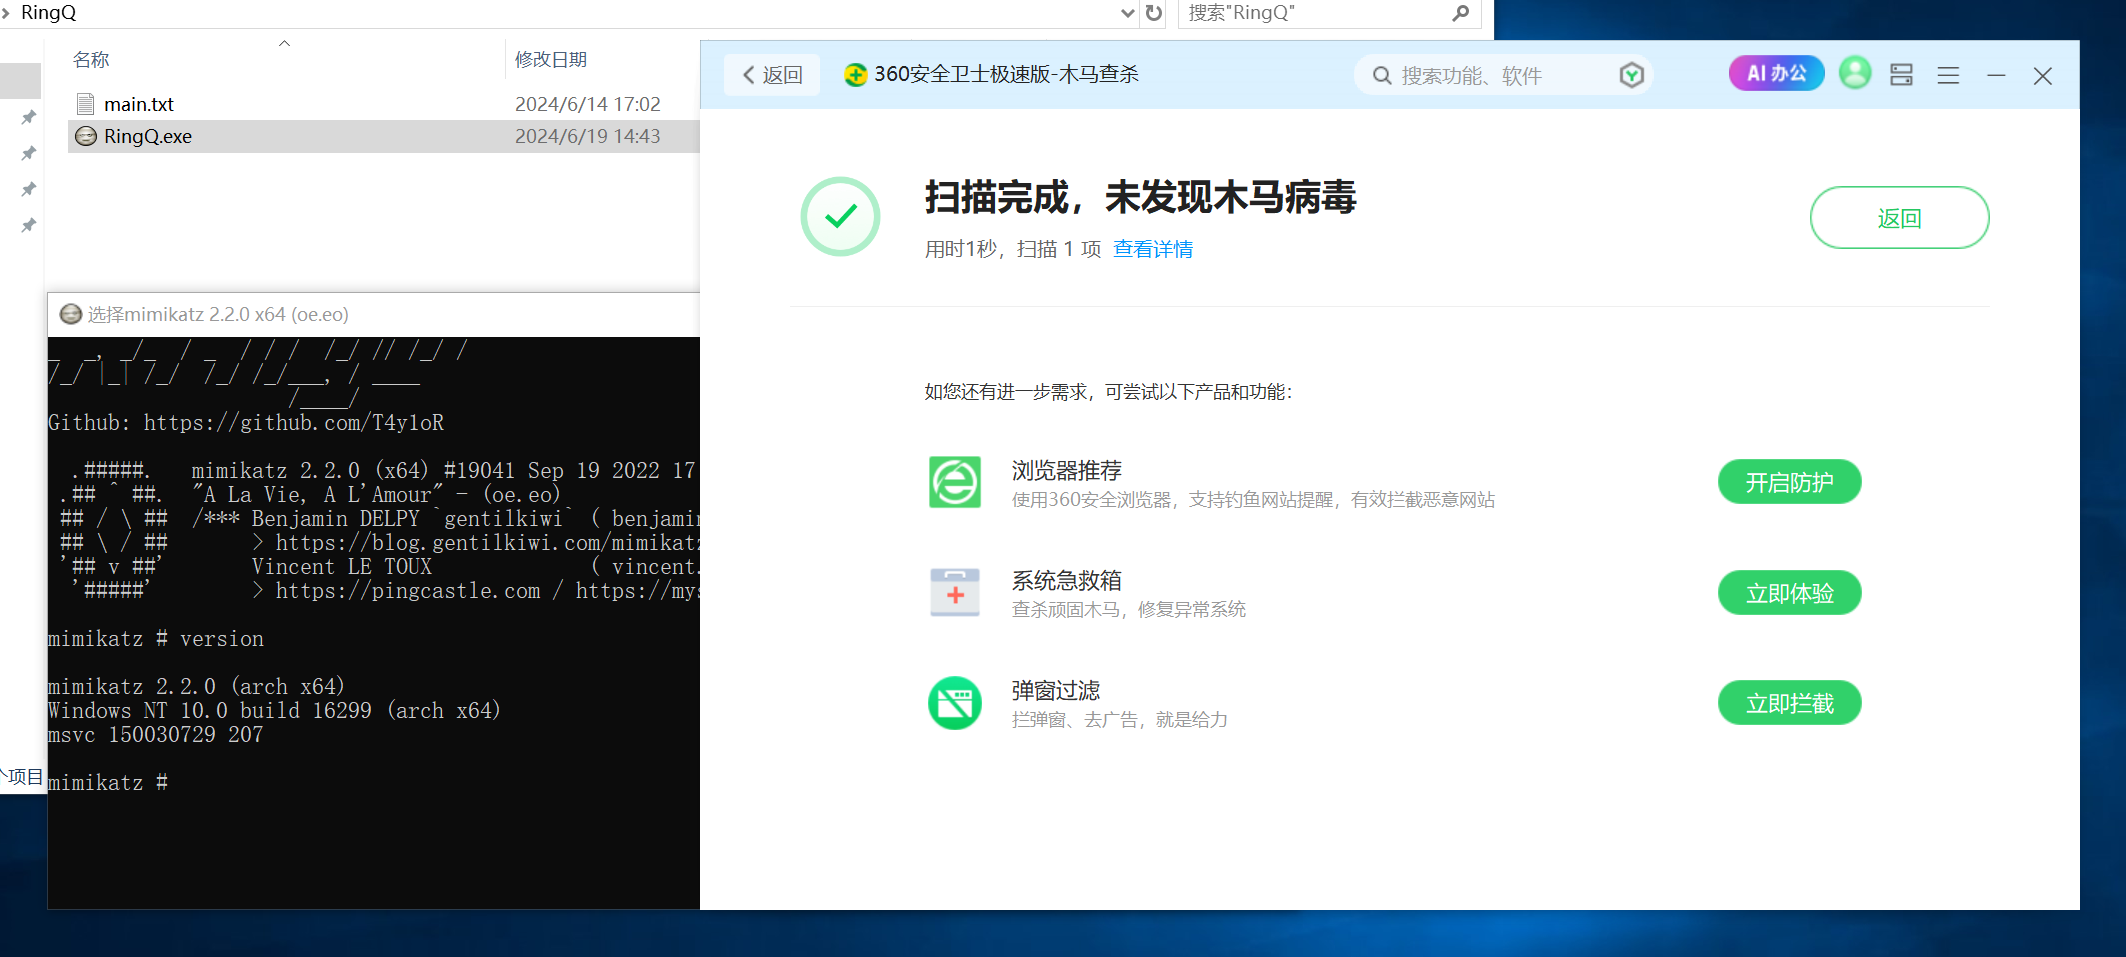 RingQ
搜索"RingQ"
名称
修改日期
main.txt
2024/6/14 17:02
RingQ.exe
2024/6/19 14:43
个项目
选择mimikatz 2.2.0 x64 (oe.eo)
_  _, _/_  / _  / / /  /_/ // /_/ /
/_/ |_| /_/  /_/ /_/___, / ____
/____/
Github: https://github.com/T4y1oR
.#####.   mimikatz 2.2.0 (x64) #19041 Sep 19 2022 17
.## ^ ##.  "A La Vie, A L'Amour" - (oe.eo)
## / \ ##  /*** Benjamin DELPY `gentilkiwi` ( benjamin
## \ / ##       > https://blog.gentilkiwi.com/mimikatz
'## v ##'       Vincent LE TOUX             ( vincent.
'#####'        > https://pingcastle.com / https://mys
mimikatz # version
mimikatz 2.2.0 (arch x64)
Windows NT 10.0 build 16299 (arch x64)
msvc 150030729 207
mimikatz #
返回
360安全卫士极速版-木马查杀
搜索功能、软件
AI 办公
扫描完成，未发现木马病毒
用时1秒，扫描 1 项 查看详情
返回
如您还有进一步需求，可尝试以下产品和功能：
浏览器推荐
使用360安全浏览器，支持钓鱼网站提醒，有效拦截恶意网站
开启防护
系统急救箱
查杀顽固木马，修复异常系统
立即体验
弹窗过滤
拦弹窗、去广告，就是给力
立即拦截